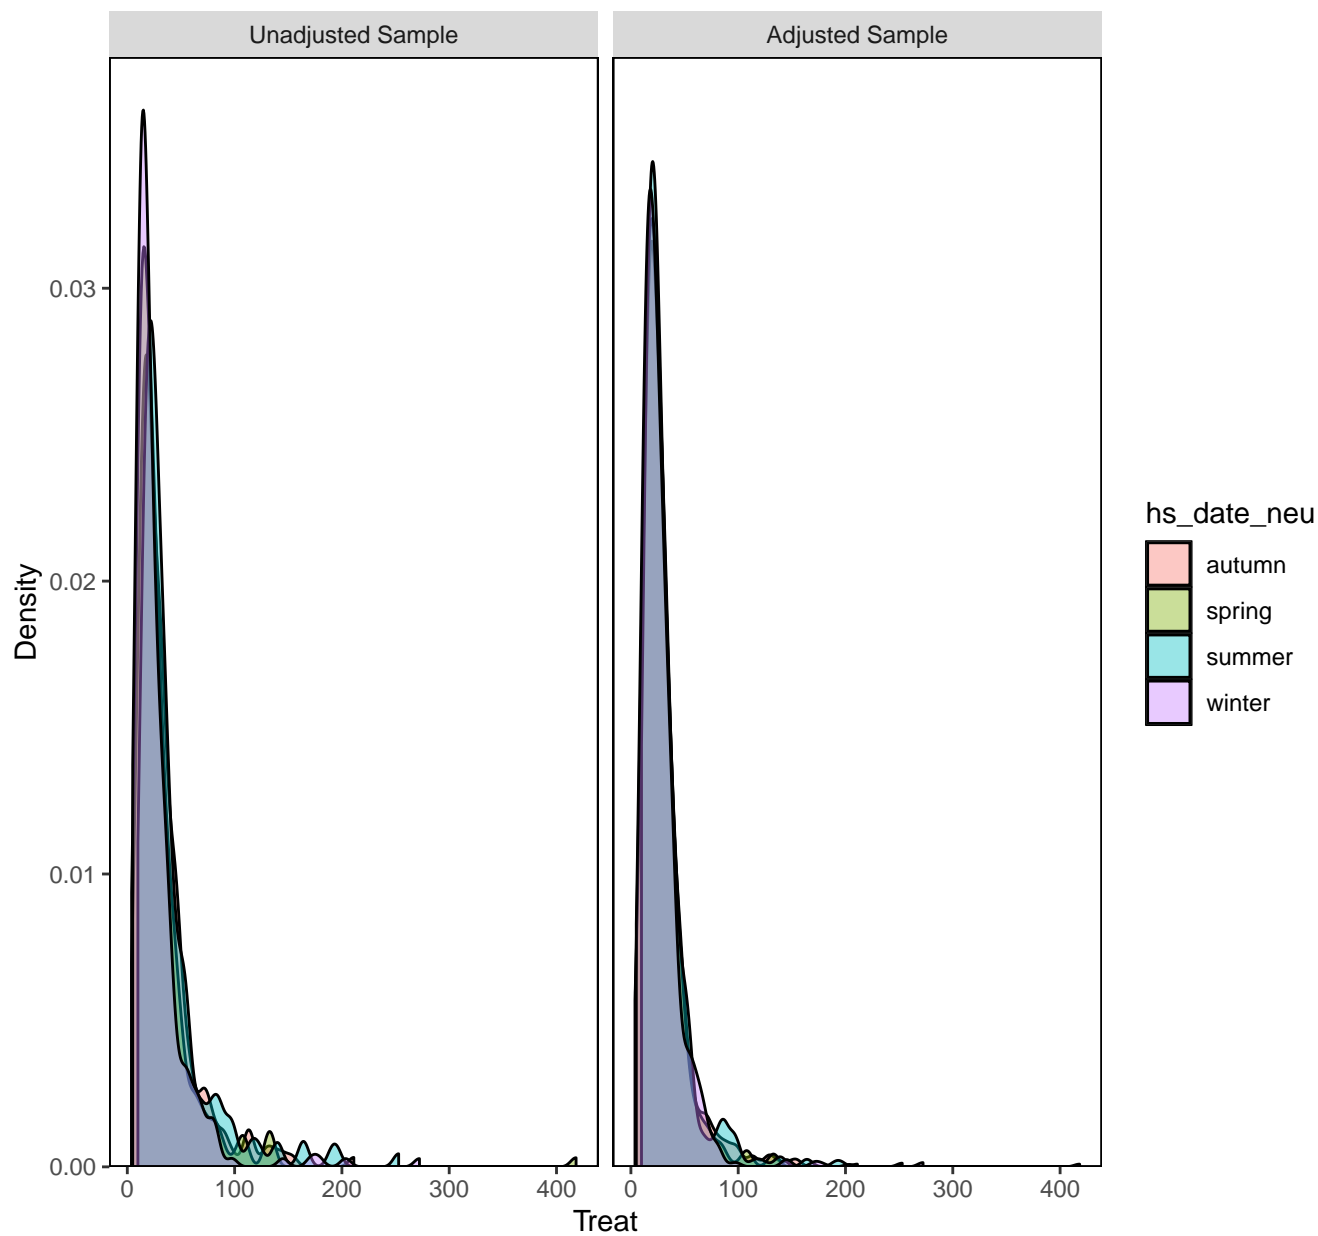 Unadjusted Sample
Adjusted Sample
0.03
0.02
0.01
0.00
Density
0 100 200 300 400
0 100 200 300 400
Treat
hs_date_neu
autumn
spring
summer
winter